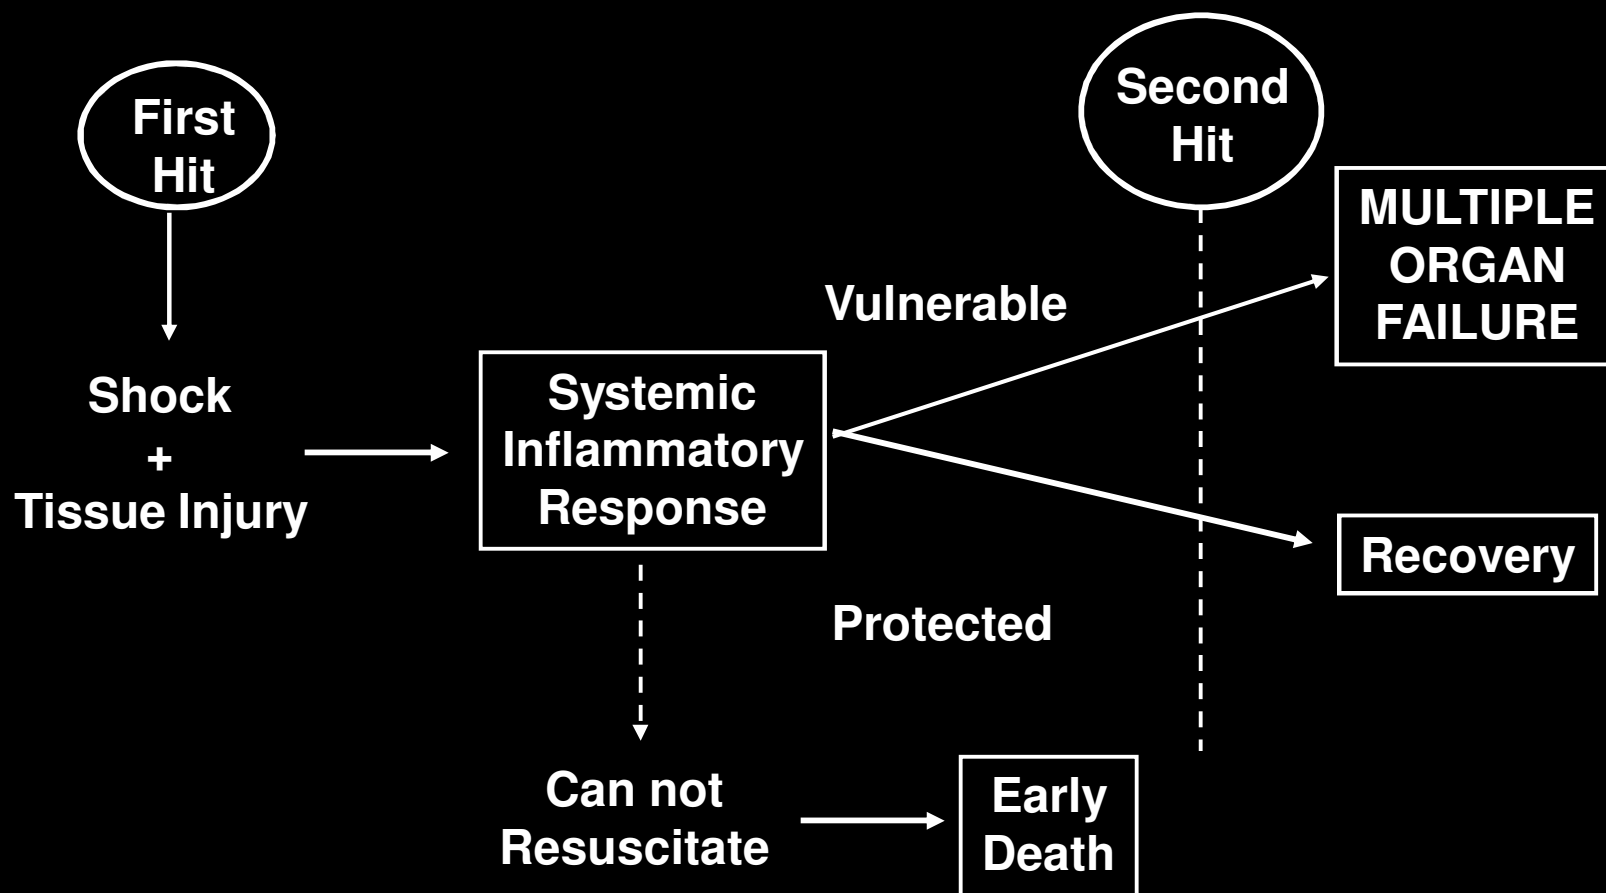 First
Hit
Second
Hit
MULTIPLE
ORGAN
FAILURE
Vulnerable
Shock
+
Tissue Injury
Systemic
Inflammatory
Response
Recovery
Protected
Can not
Resuscitate
Early
Death